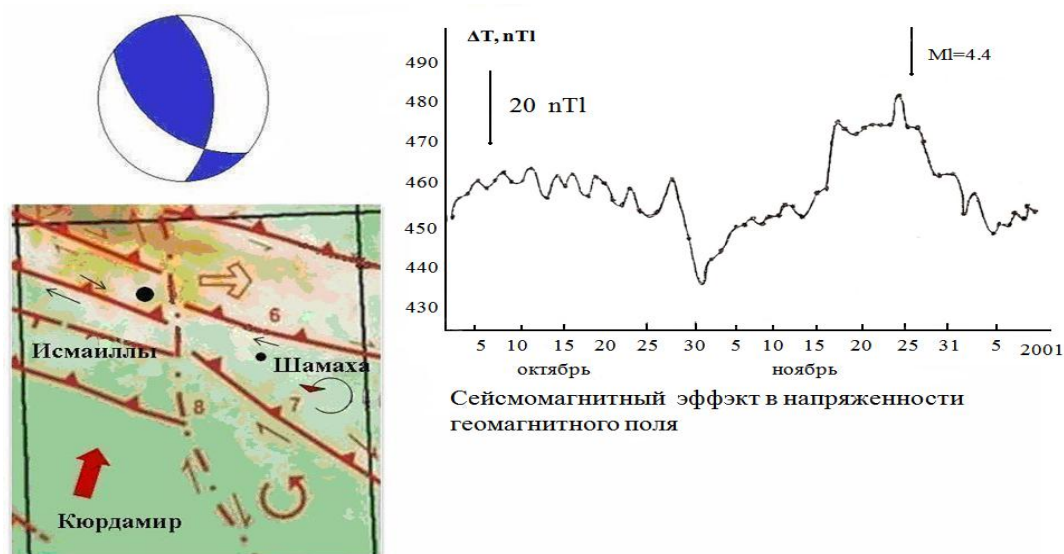 ΔT, nTl
20 nTl
Ml=4.4
490
480
470
460
450
440
430
5 10 15 20 25 30 5 10 15 20 25 31 5 2001
октябрь ноябрь
Сейсмомагнитный эффэкт в напряженности
геомагнитного поля
6
Исмаиллы
Шамаха
8
7
Кюрдамир